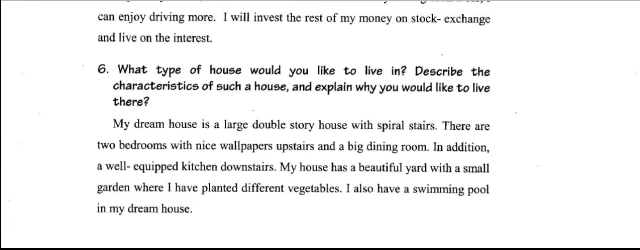 can enjoy driving more. I will invest the rest of my money on stock- exchange
and live on the interest.
6. What type of house would you like to live in? Describe the
characteristics of such a house, and explain why you would like to live
there?
My dream house is a large double story house with spiral stairs. There are
two bedrooms with nice wallpapers upstairs and a big dining room. In addition,
a well- equipped kitchen downstairs. My house has a beautiful yard with a small
garden where I have planted different vegetables. I also have a swimming pool
in my dream house.